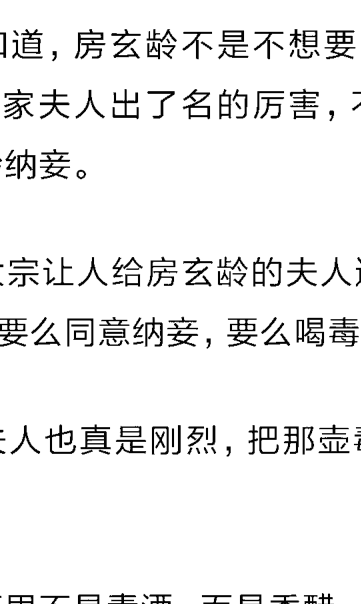 道，房玄龄不是不想要
家夫人出了名的厉害，
纳妾。
宗让人给房玄龄的夫人
要么同意纳妾，要么喝毒
人也真是刚烈，把那壶